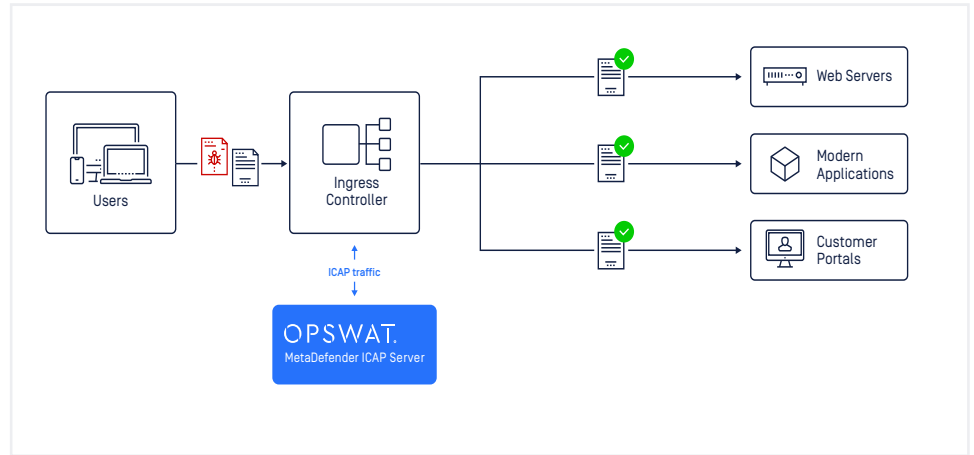 Users
Ingress
Controller
ICAP traffic
OPSWAT.
MetaDefender ICAP Server
Web Servers
Modern
Applications
Customer
Portals